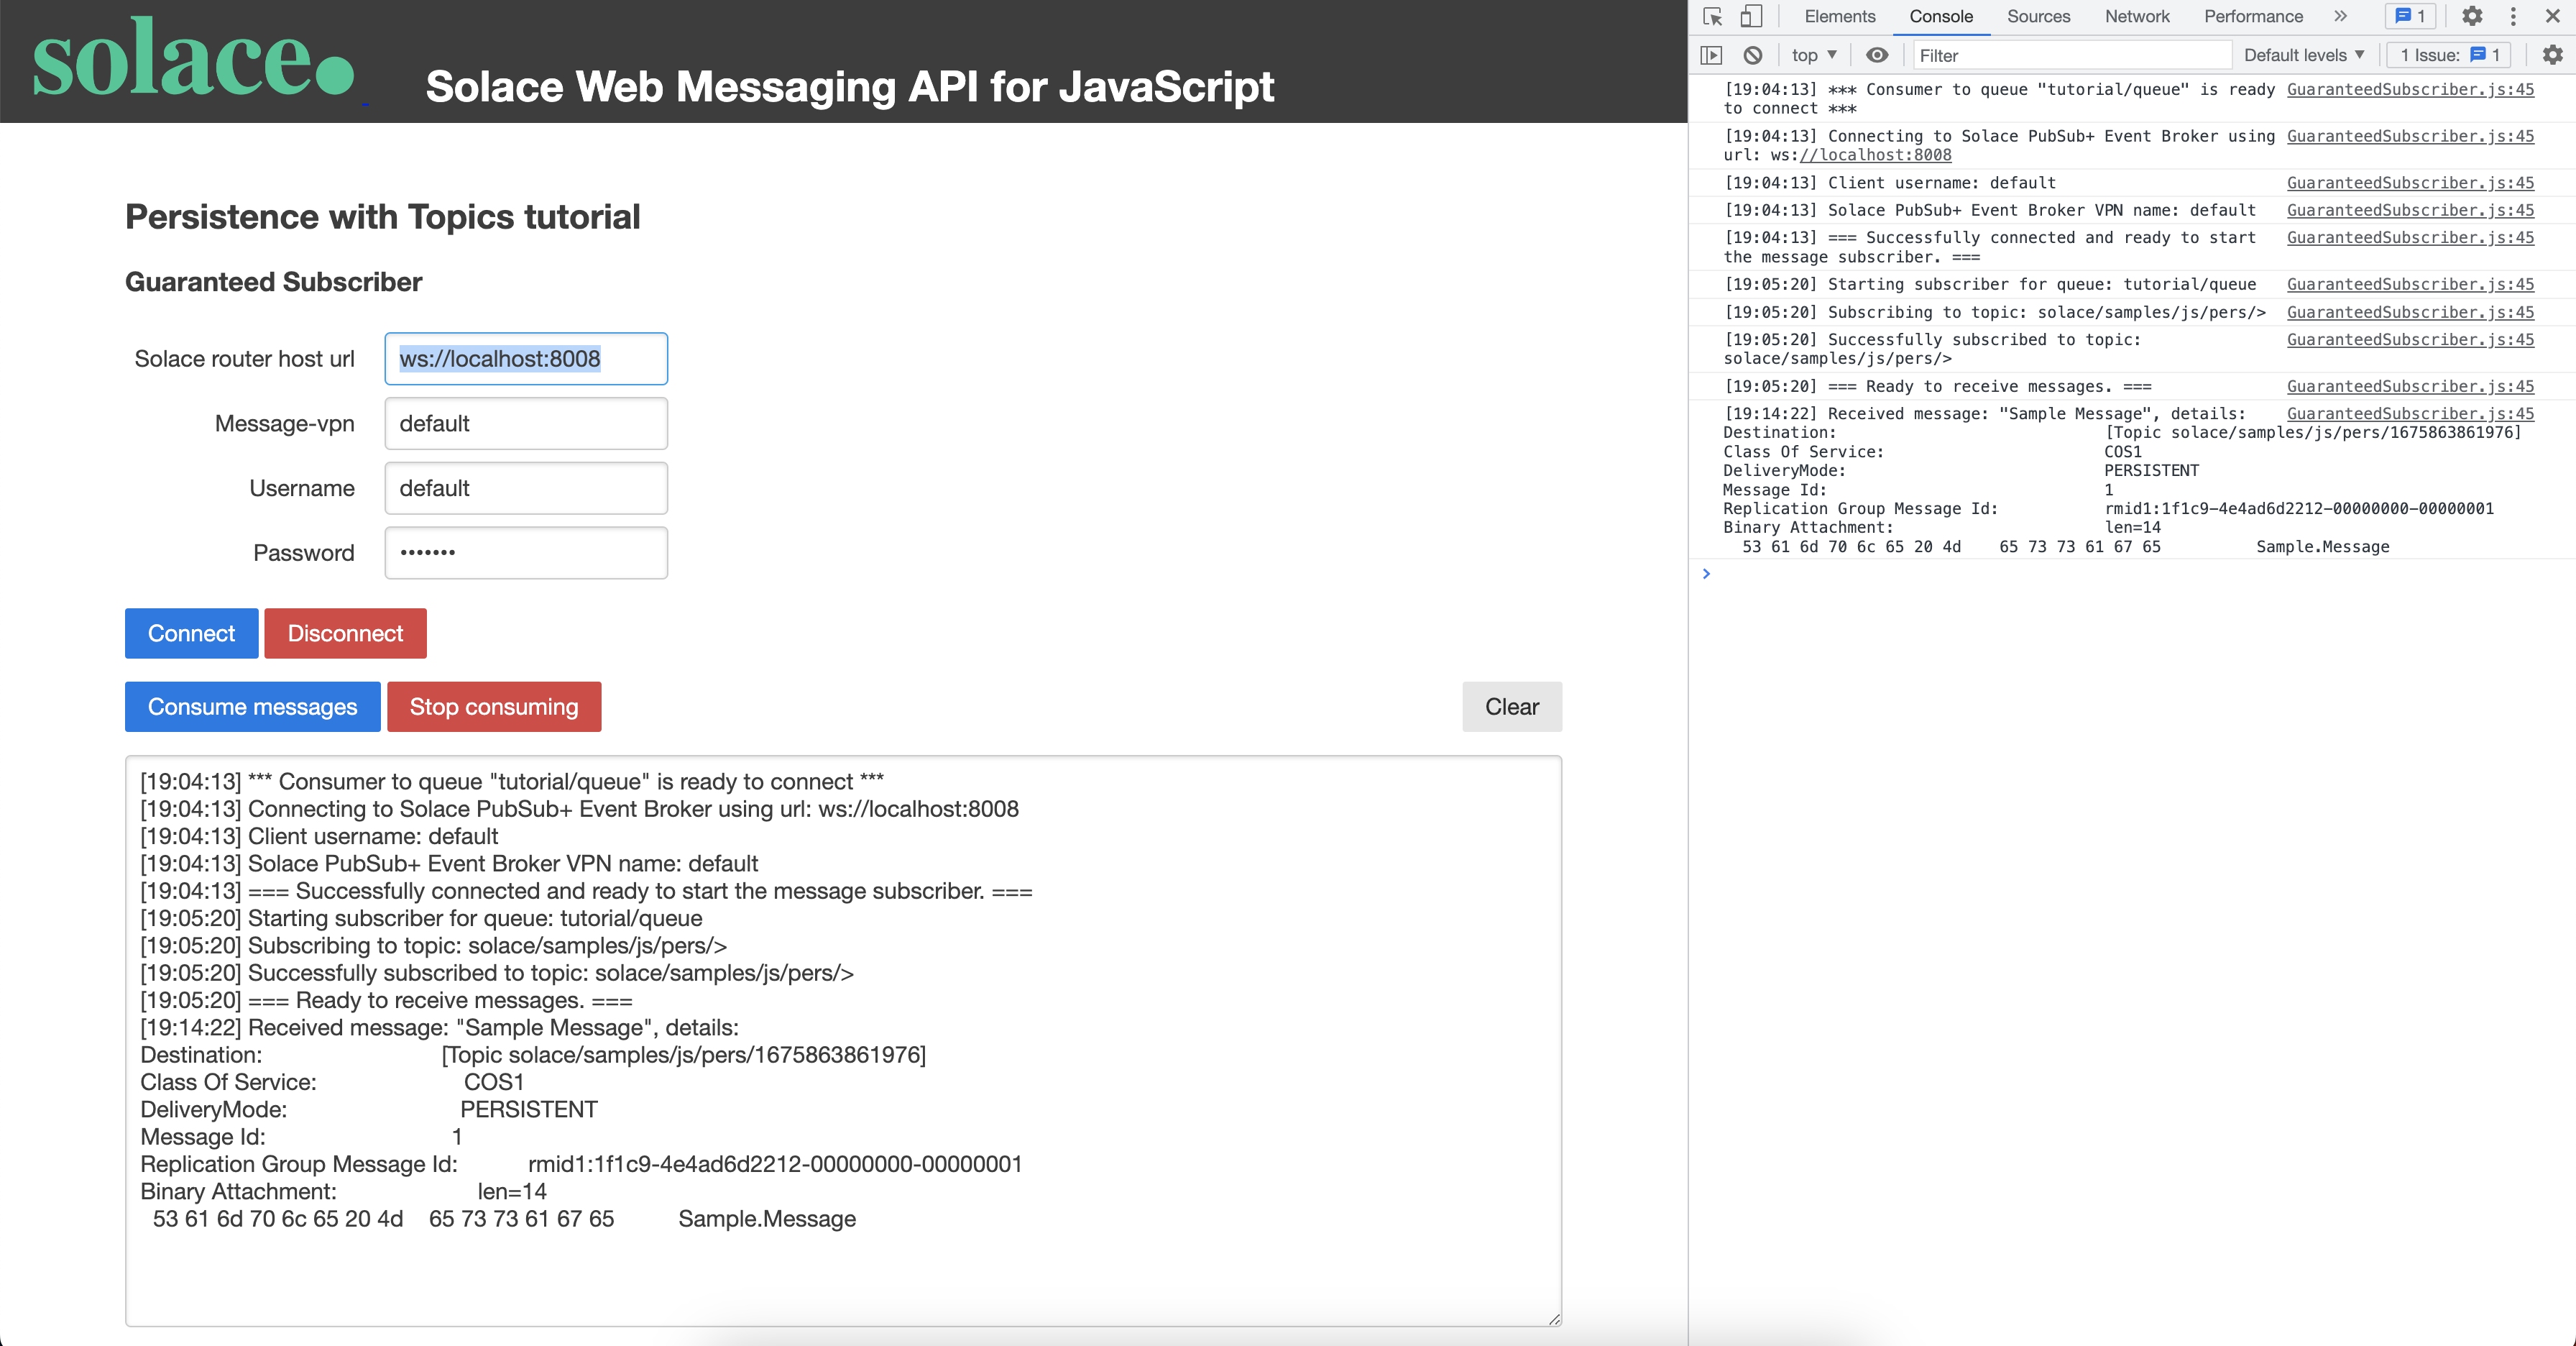 solace.
Solace Web Messaging API for JavaScript
Persistence with Topics tutorial
Guaranteed Subscriber
Solace router host url ws://localhost:8008
Message-vpn default
Username default
Password •••••••
Connect Disconnect
Consume messages Stop consuming Clear
[19:04:13] *** Consumer to queue "tutorial/queue" is ready to connect ***
[19:04:13] Connecting to Solace PubSub+ Event Broker using url: ws://localhost:8008
[19:04:13] Client username: default
[19:04:13] Solace PubSub+ Event Broker VPN name: default
[19:04:13] === Successfully connected and ready to start the message subscriber. ===
[19:05:20] Starting subscriber for queue: tutorial/queue
[19:05:20] Subscribing to topic: solace/samples/js/pers/>
[19:05:20] Successfully subscribed to topic: solace/samples/js/pers/>
[19:05:20] === Ready to receive messages. ===
[19:14:22] Received message: "Sample Message", details:
Destination: [Topic solace/samples/js/pers/1675863861976]
Class Of Service: COS1
DeliveryMode: PERSISTENT
Message Id: 1
Replication Group Message Id: rmid1:1f1c9-4e4ad6d2212-00000000-00000001
Binary Attachment: len=14
53 61 6d 70 6c 65 20 4d 65 73 73 61 67 65 Sample.Message
Elements Console Sources Network Performance » 1
top ▼ Filter Default levels ▼ 1 Issue: 1
[19:04:13] *** Consumer to queue "tutorial/queue" is ready GuaranteedSubscriber.js:45
to connect ***
[19:04:13] Connecting to Solace PubSub+ Event Broker using GuaranteedSubscriber.js:45
url: ws://localhost:8008
[19:04:13] Client username: default GuaranteedSubscriber.js:45
[19:04:13] Solace PubSub+ Event Broker VPN name: default GuaranteedSubscriber.js:45
[19:04:13] === Successfully connected and ready to start GuaranteedSubscriber.js:45
the message subscriber. ===
[19:05:20] Starting subscriber for queue: tutorial/queue GuaranteedSubscriber.js:45
[19:05:20] Subscribing to topic: solace/samples/js/pers/> GuaranteedSubscriber.js:45
[19:05:20] Successfully subscribed to topic: GuaranteedSubscriber.js:45
solace/samples/js/pers/>
[19:05:20] === Ready to receive messages. === GuaranteedSubscriber.js:45
[19:14:22] Received message: "Sample Message", details: GuaranteedSubscriber.js:45
Destination: [Topic solace/samples/js/pers/1675863861976]
Class Of Service: COS1
DeliveryMode: PERSISTENT
Message Id: 1
Replication Group Message Id: rmid1:1f1c9-4e4ad6d2212-00000000-00000001
Binary Attachment: len=14
53 61 6d 70 6c 65 20 4d 65 73 73 61 67 65 Sample.Message